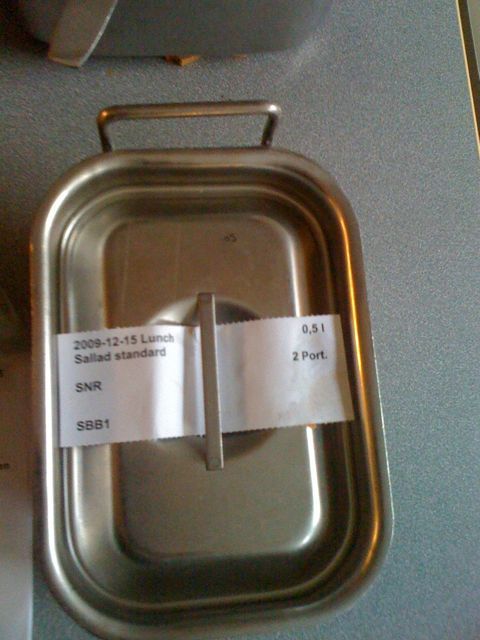 2009-12-15 Lunch
Sallad standard
SNR
SBB1
0,5 l
2 Port.